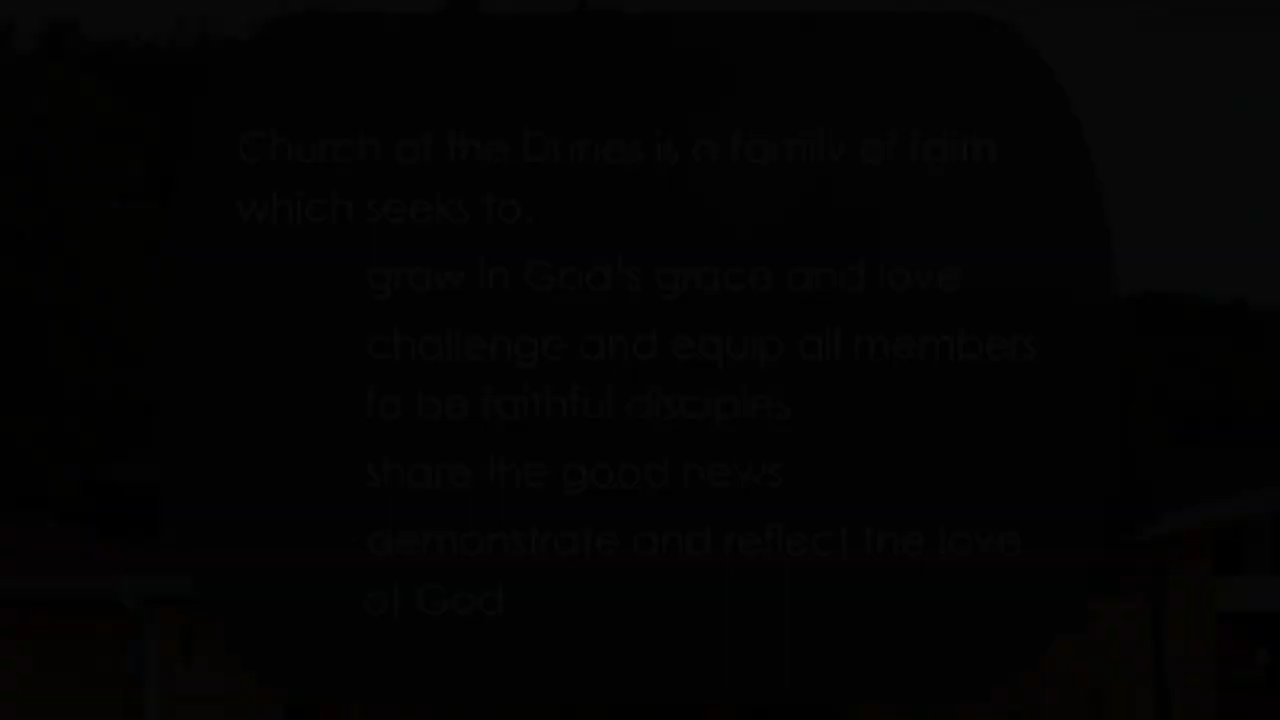 Church of the Dunes is a family of faith
which seeks to:
grow in God's grace and love
challenge and equip all members
to be faithful disciples
share the good news
demonstrate and reflect the love
of God